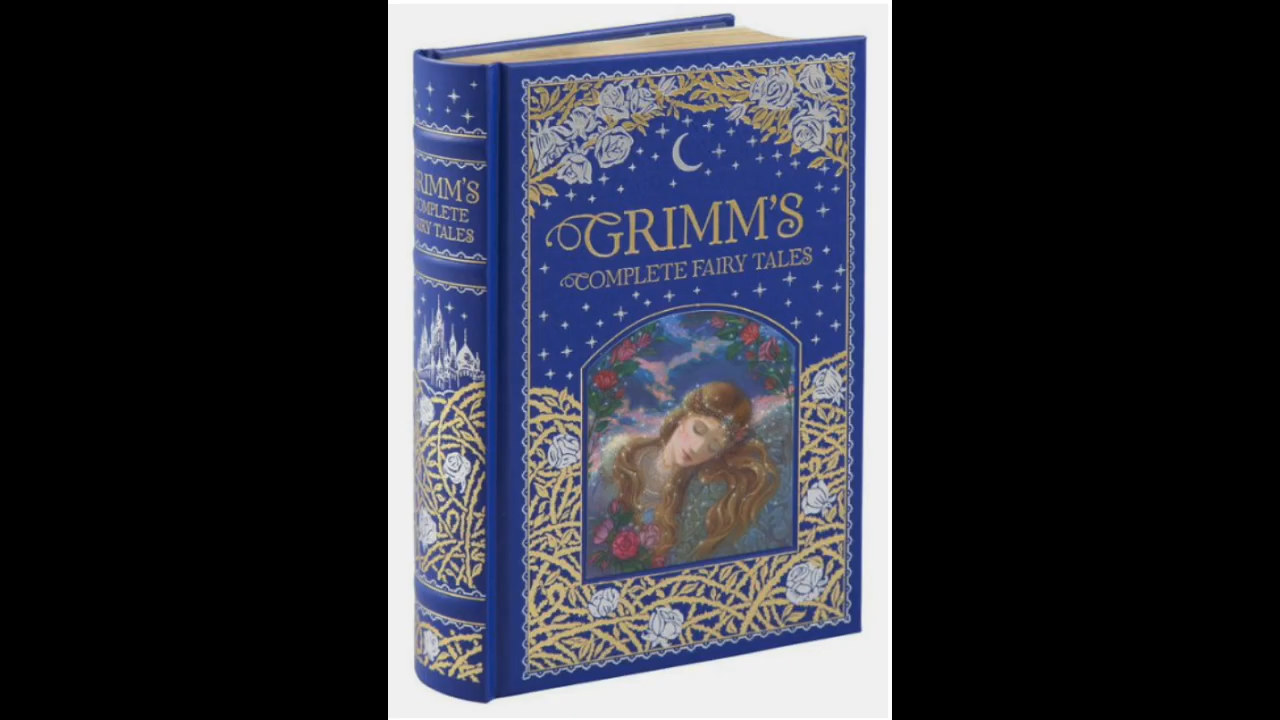 GRIMM'S
COMPLETE
FAIRY TALES
GRIMM'S
COMPLETE FAIRY TALES